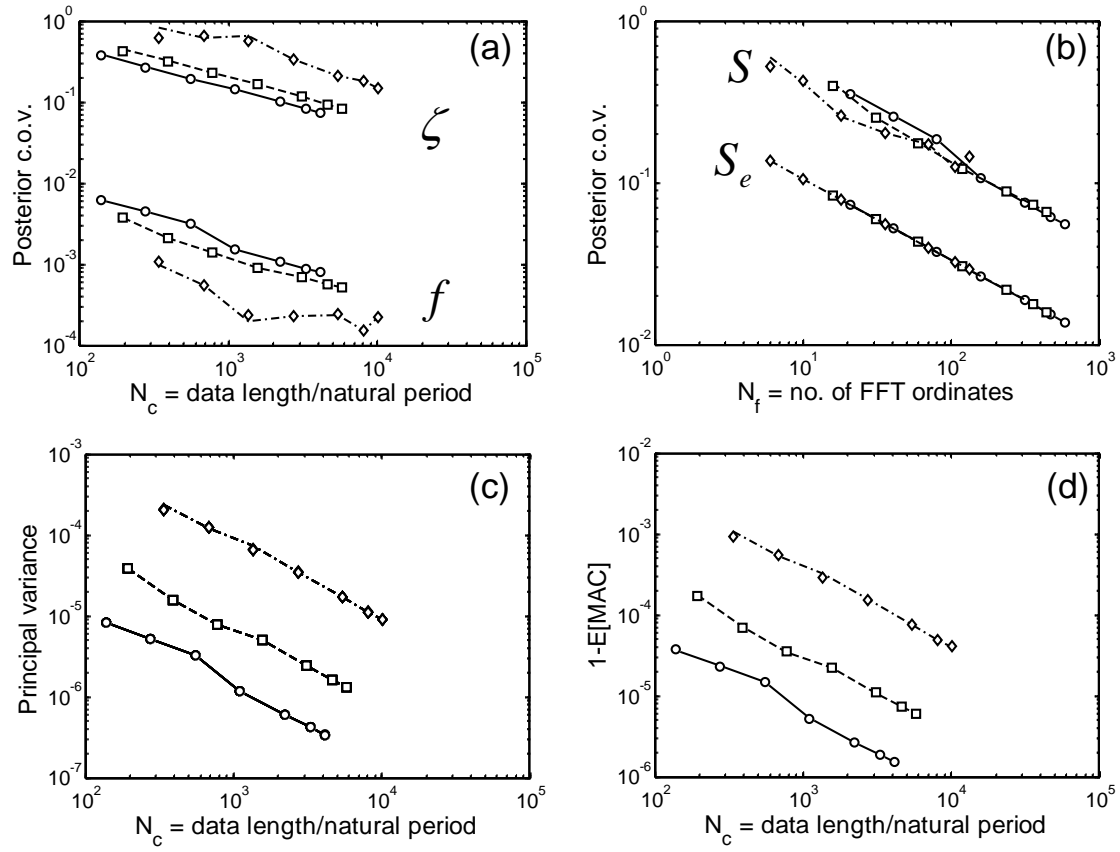 (a)
10^0
10^-1
10^-2
10^-3
10^-4
Posterior c.o.v.
ζ
f
10^2 10^3 10^4 10^5
N_c = data length/natural period
(b)
10^0
10^-1
10^-2
Posterior c.o.v.
S
S_e
10^0 10^1 10^2 10^3
N_f = no. of FFT ordinates
(c)
10^-3
10^-4
10^-5
10^-6
10^-7
Principal variance
10^2 10^3 10^4 10^5
N_c = data length/natural period
(d)
10^-2
10^-3
10^-4
10^-5
10^-6
1-E[MAC]
10^2 10^3 10^4 10^5
N_c = data length/natural period